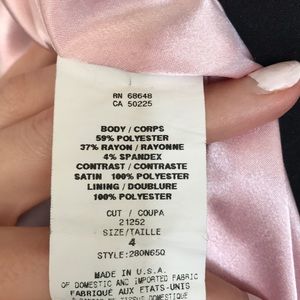 RN 68648
CA 50225
BODY / CORPS
59% POLYESTER
37% RAYON / RAYONNE
4% SPANDEX
CONTRAST / CONTRASTE
SATIN 100% POLYESTER
LINING / DOUBLURE
100% POLYESTER
CUT / COUPA
21252
SIZE/TAILLE
4
STYLE:280N65Q
MADE IN U.S.A.
OF DOMESTIC AND IMPORTED FABRIC
FABRIQUE AUX ETATS-UNIS
TISSUS DOMESTIQUE